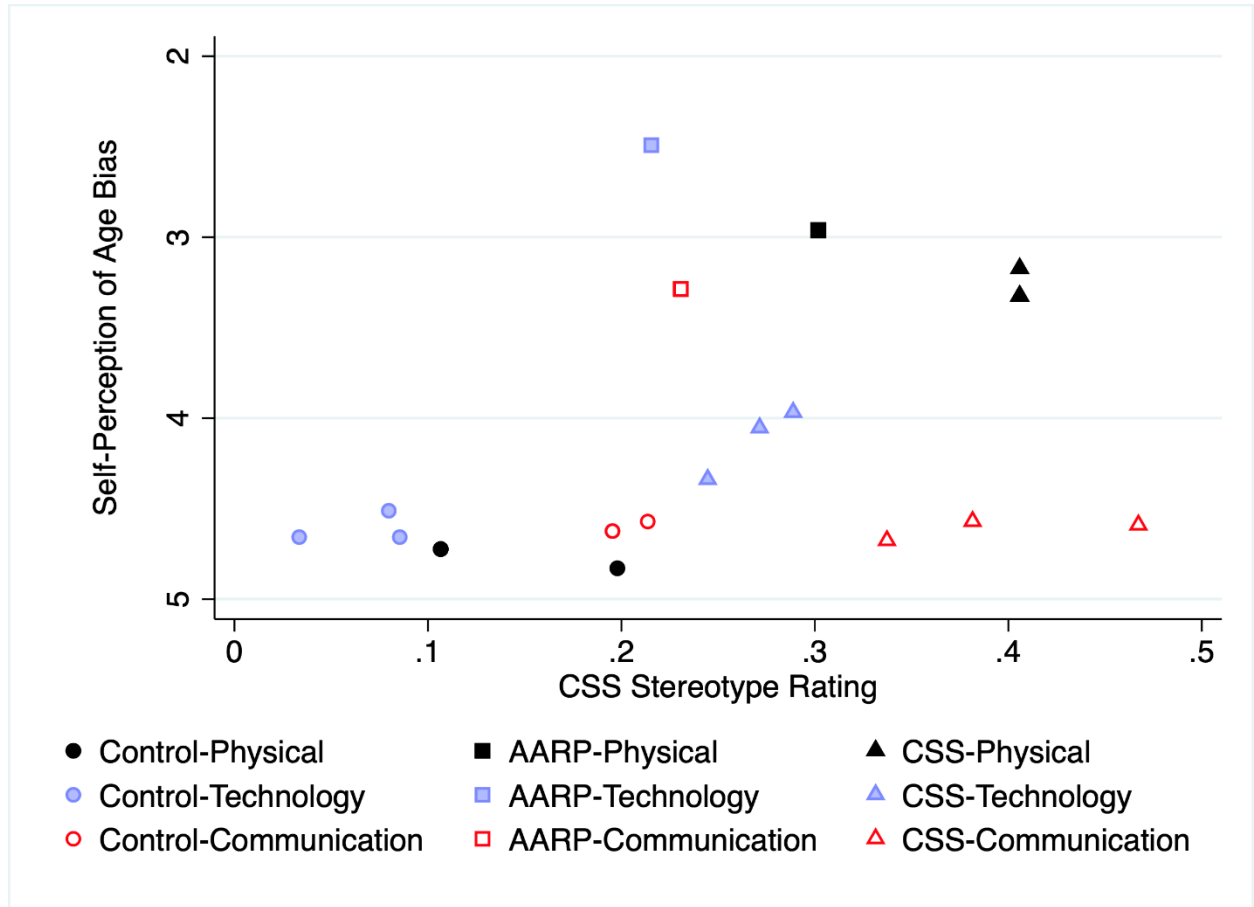 Self-Perception of Age Bias
2
3
4
5
0 .1 .2 .3 .4 .5
CSS Stereotype Rating
Control-Physical AARP-Physical CSS-Physical
Control-Technology AARP-Technology CSS-Technology
Control-Communication AARP-Communication CSS-Communication